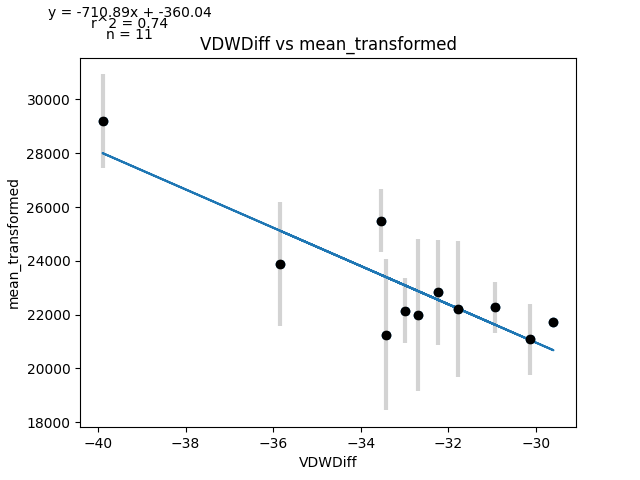 y = -710.89x + -360.04
r^2 = 0.74
n = 11
VDWDiff vs mean_transformed
mean_transformed
30000
28000
26000
24000
22000
20000
18000
−40
−38
−36
−34
−32
−30
VDWDiff